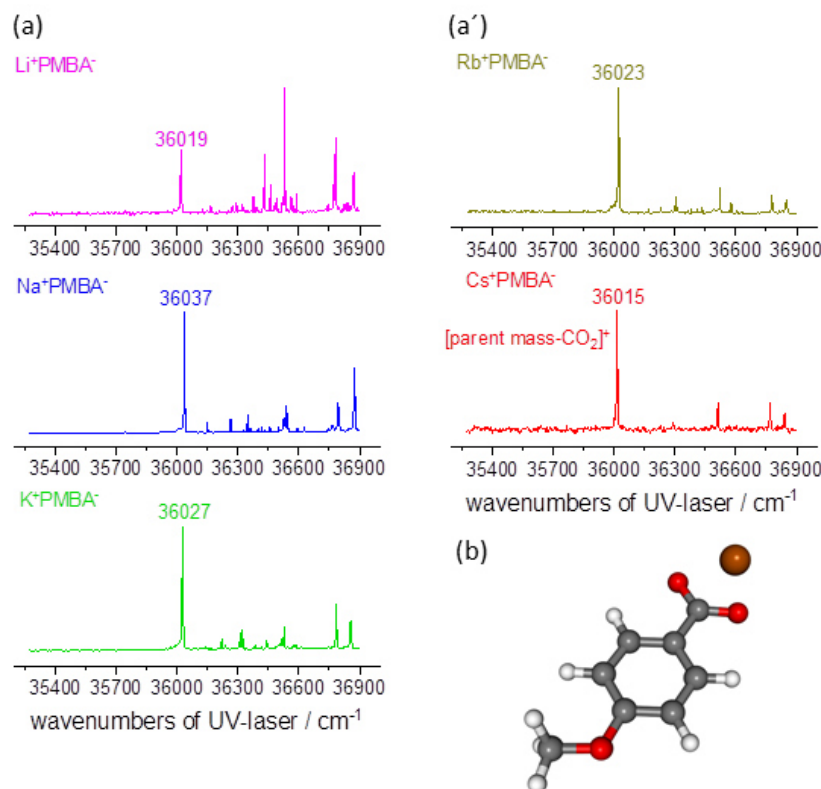 (a)
Li⁺PMBA⁻
36019
35400 35700 36000 36300 36600 36900
Na⁺PMBA⁻
36037
35400 35700 36000 36300 36600 36900
K⁺PMBA⁻
36027
35400 35700 36000 36300 36600 36900
wavenumbers of UV-laser / cm⁻¹
(a´)
Rb⁺PMBA⁻
36023
35400 35700 36000 36300 36600 36900
Cs⁺PMBA⁻
36015
[parent mass-CO₂]⁺
35400 35700 36000 36300 36600 36900
wavenumbers of UV-laser / cm⁻¹
(b)